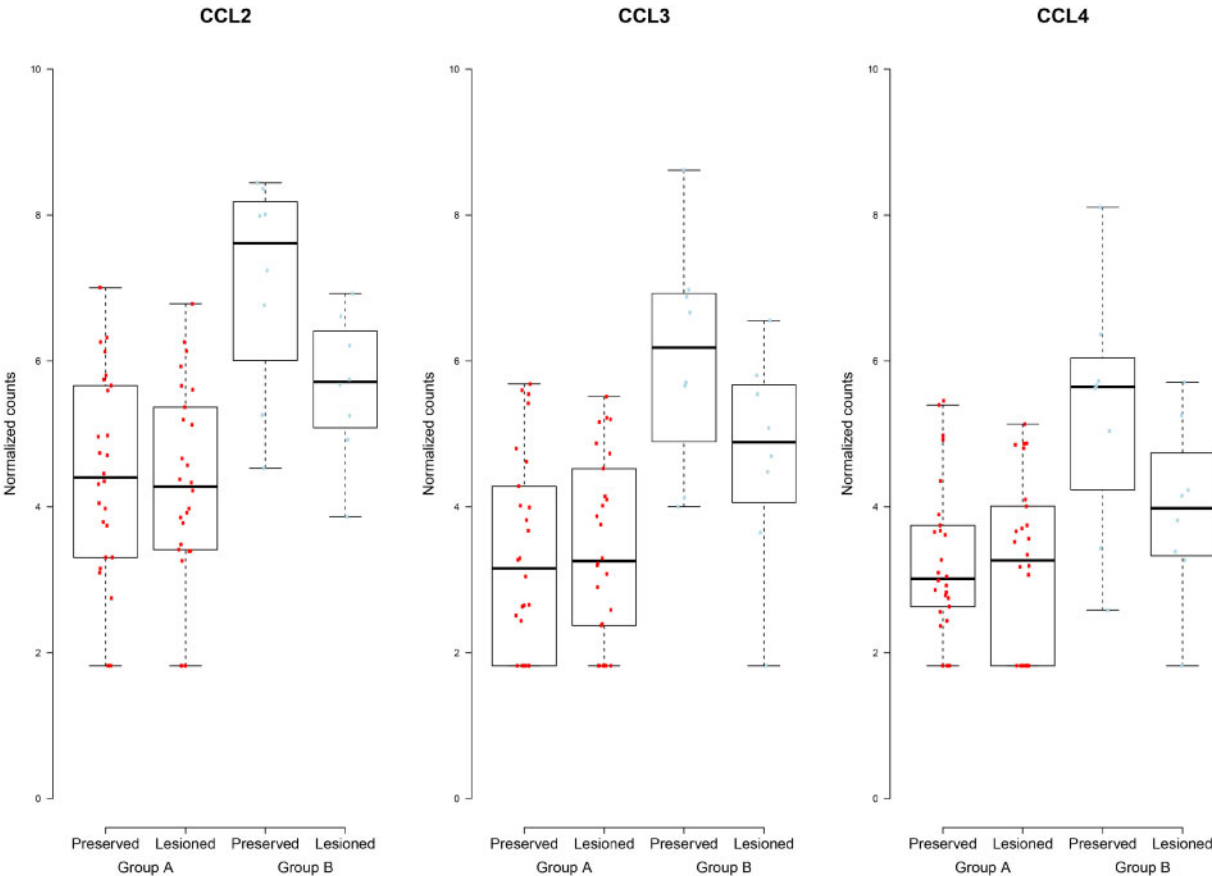 CCL2
CCL3
CCL4
Normalized counts
10
8
6
4
2
0
Preserved Lesioned Preserved Lesioned
Group A Group B
Normalized counts
10
8
6
4
2
0
Preserved Lesioned Preserved Lesioned
Group A Group B
Normalized counts
10
8
6
4
2
0
Preserved Lesioned Preserved Lesioned
Group A Group B